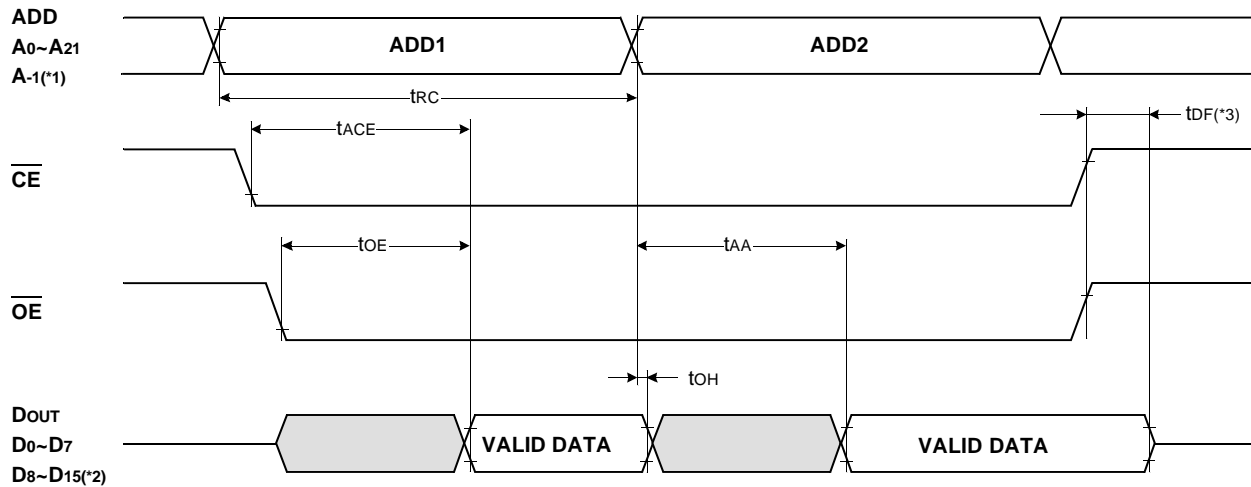 ADD
A0~A21
A-1(*1)
ADD1
ADD2
tRC
tACE
tDF(*3)
CE
tOE
tAA
OE
tOH
DOUT
D0~D7
D8~D15(*2)
VALID DATA
VALID DATA